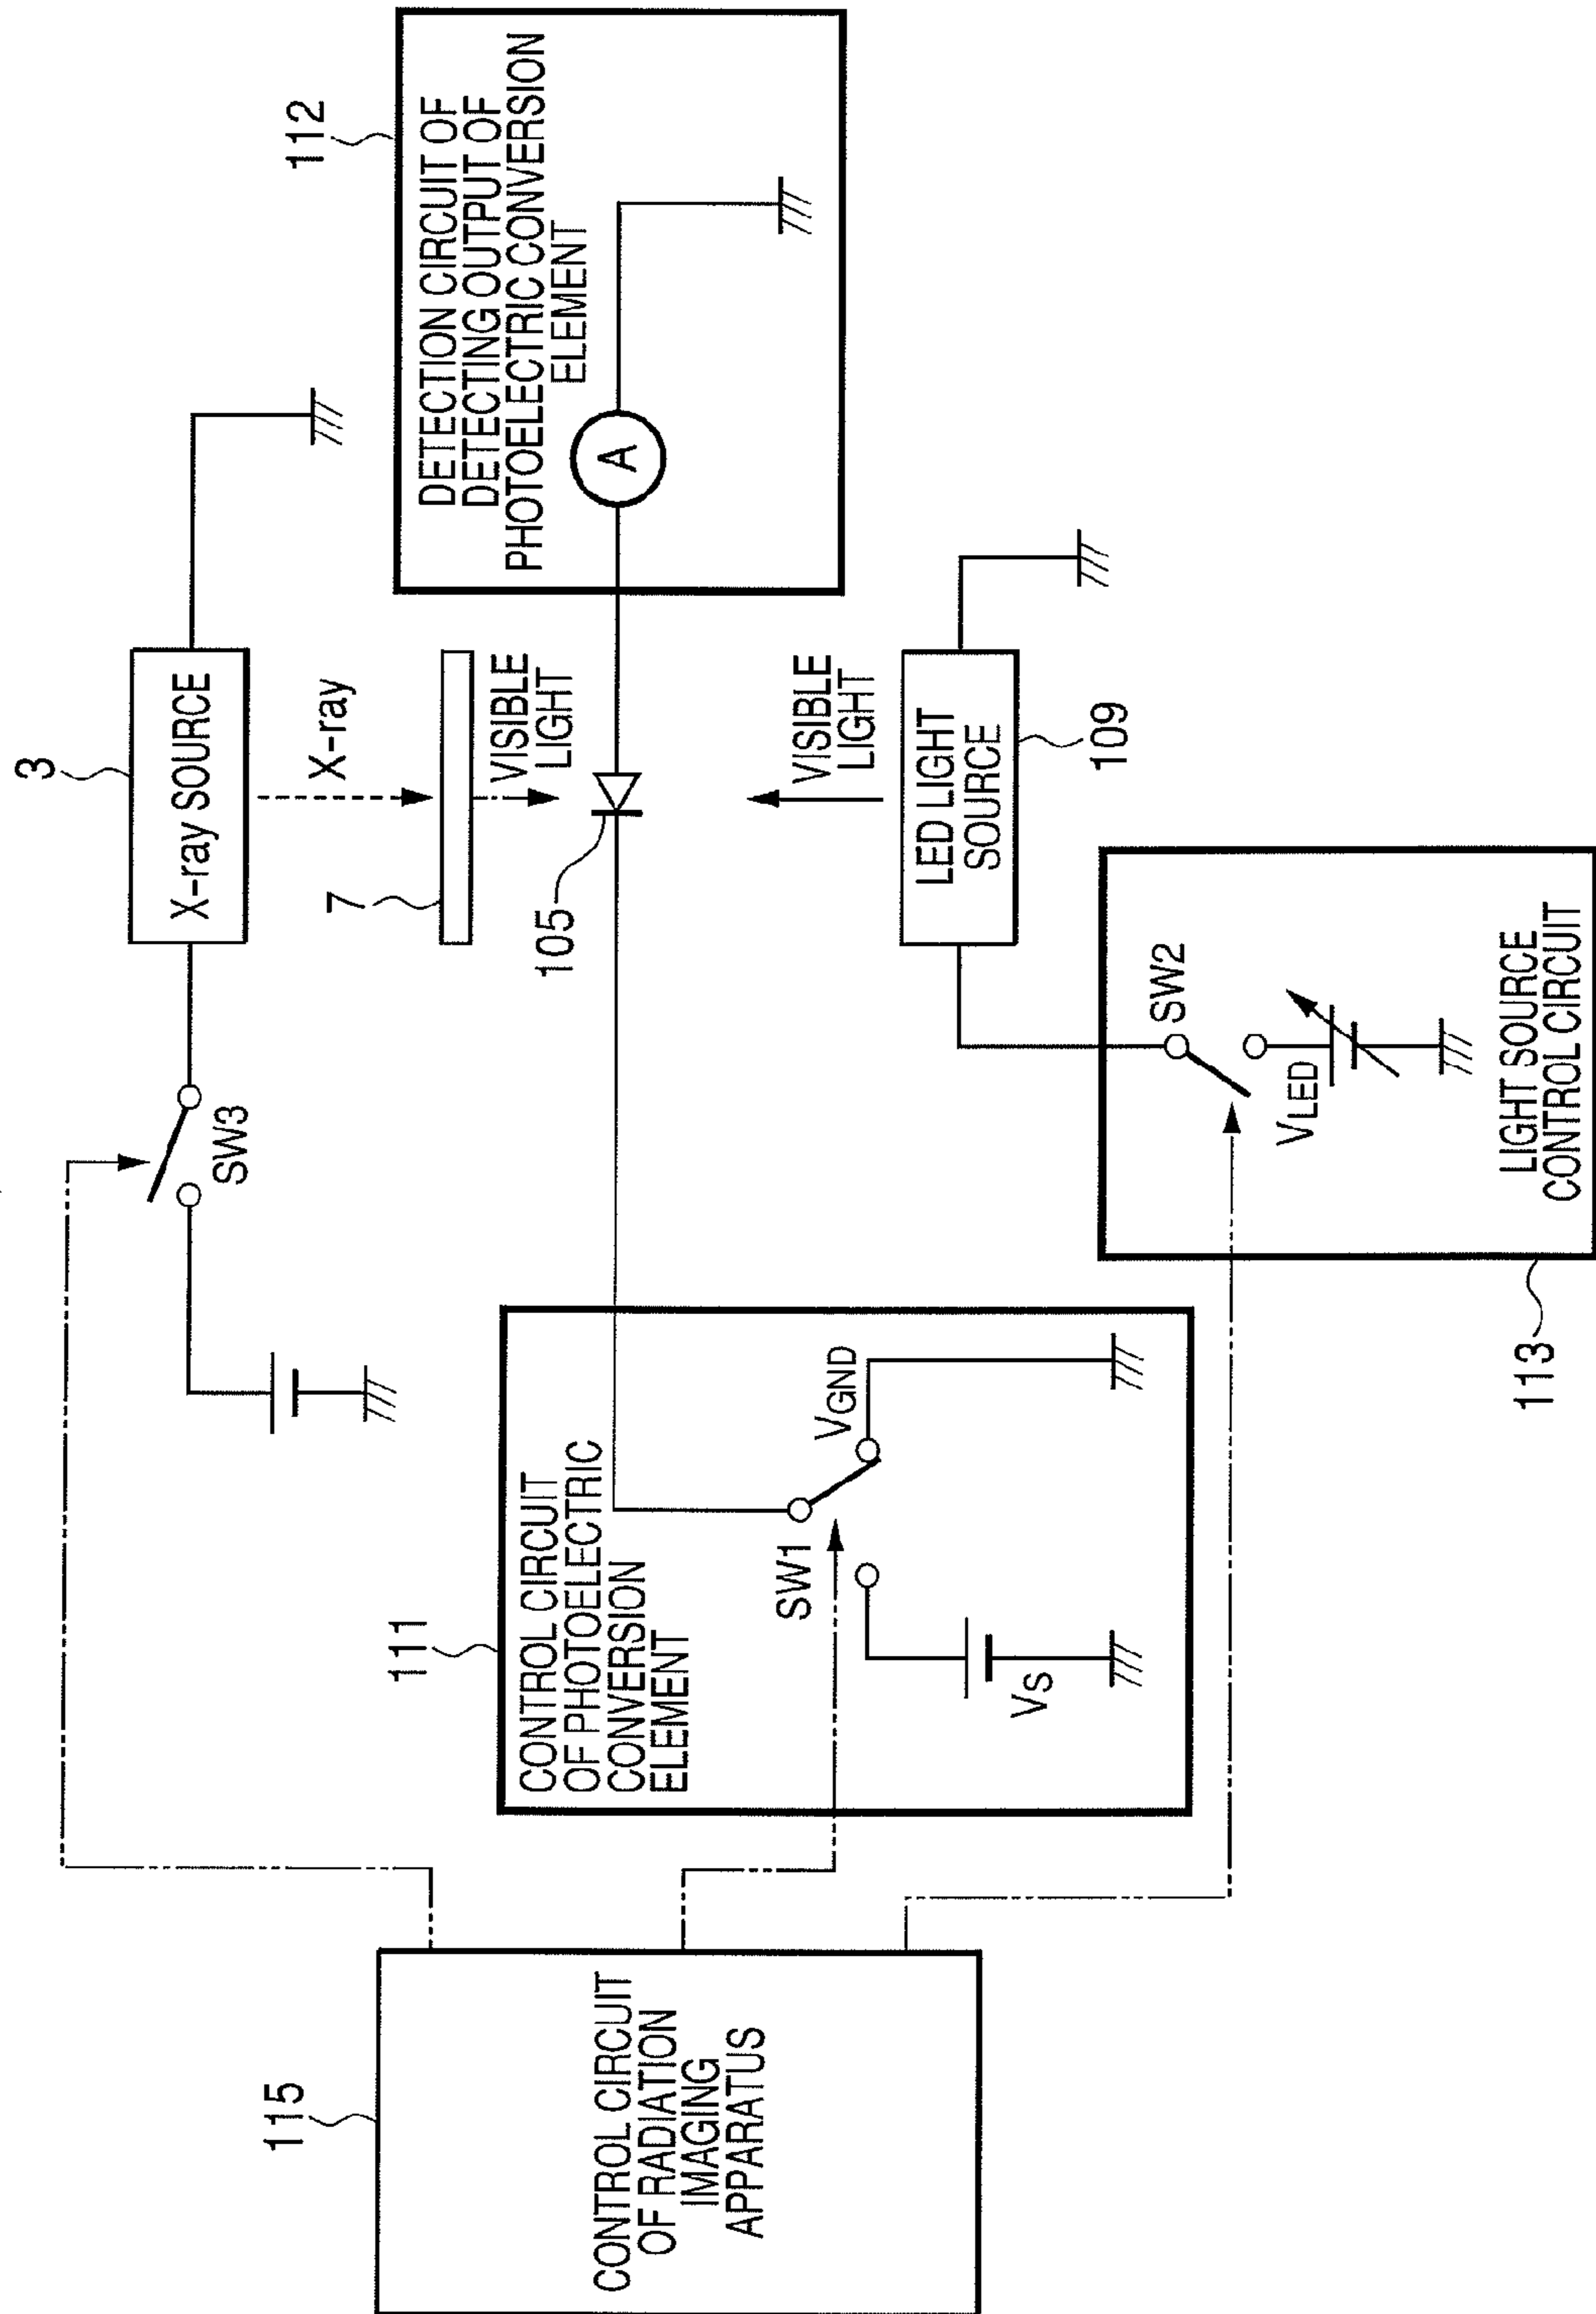 3
X-ray SOURCE
SW3
X-ray
7
VISIBLE
LIGHT
105
112
DETECTION CIRCUIT OF
DETECTING OUTPUT OF
PHOTOELECTRIC CONVERSION
ELEMENT
A
115
CONTROL CIRCUIT
OF RADIATION
IMAGING
APPARATUS
111
CONTROL CIRCUIT
OF PHOTOELECTRIC
CONVERSION
ELEMENT
SW1
VGND
VS
VISIBLE
LIGHT
LED LIGHT
SOURCE
109
SW2
VLED
LIGHT SOURCE
CONTROL CIRCUIT
113